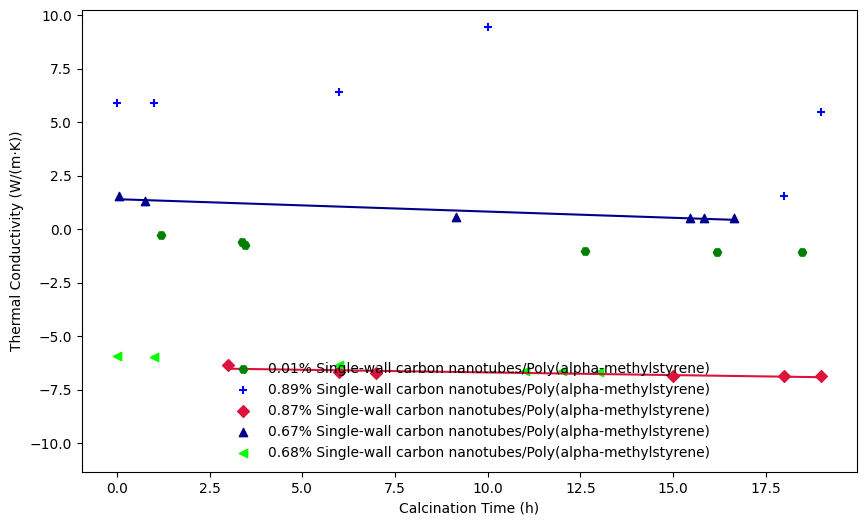 10.0
7.5
5.0
2.5
0.0
−2.5
−5.0
−7.5
−10.0
Thermal Conductivity (W/(m·K))
0.01% Single-wall carbon nanotubes/Poly(alpha-methylstyrene)
0.89% Single-wall carbon nanotubes/Poly(alpha-methylstyrene)
0.87% Single-wall carbon nanotubes/Poly(alpha-methylstyrene)
0.67% Single-wall carbon nanotubes/Poly(alpha-methylstyrene)
0.68% Single-wall carbon nanotubes/Poly(alpha-methylstyrene)
0.0 2.5 5.0 7.5 10.0 12.5 15.0 17.5
Calcination Time (h)